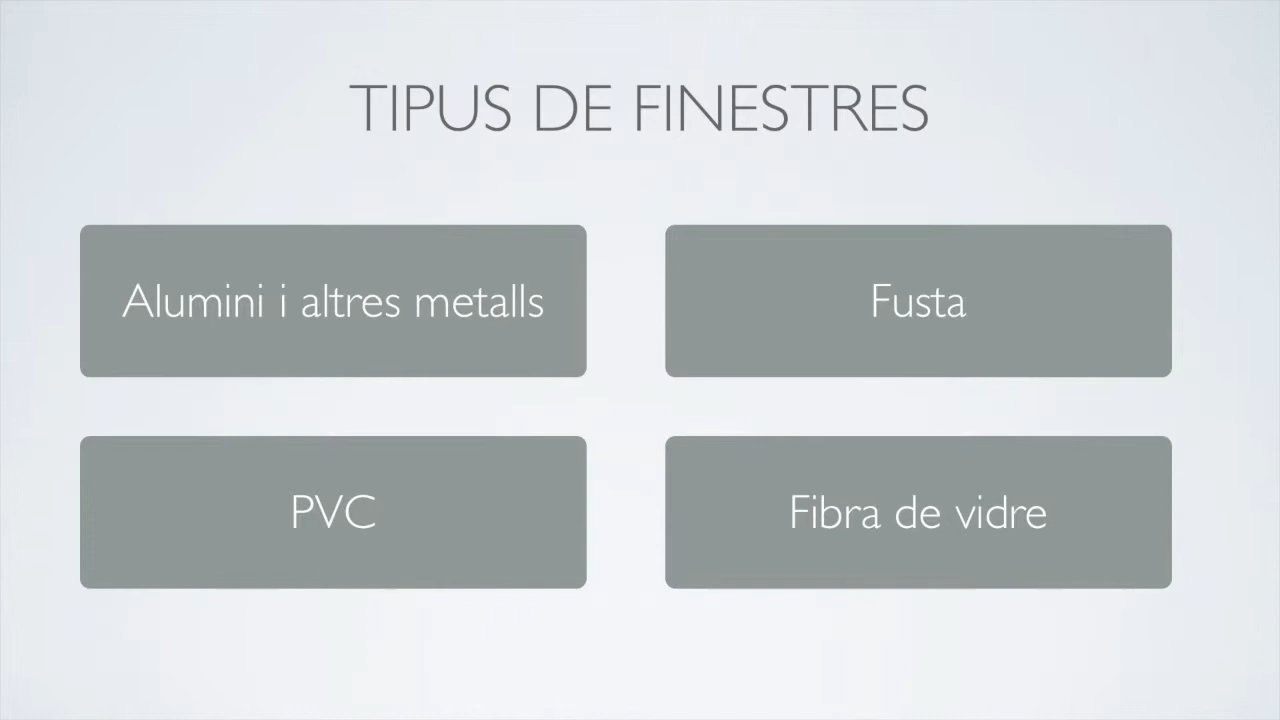 TIPUS DE FINESTRES
Alumini i altres metalls
Fusta
PVC
Fibra de vidre